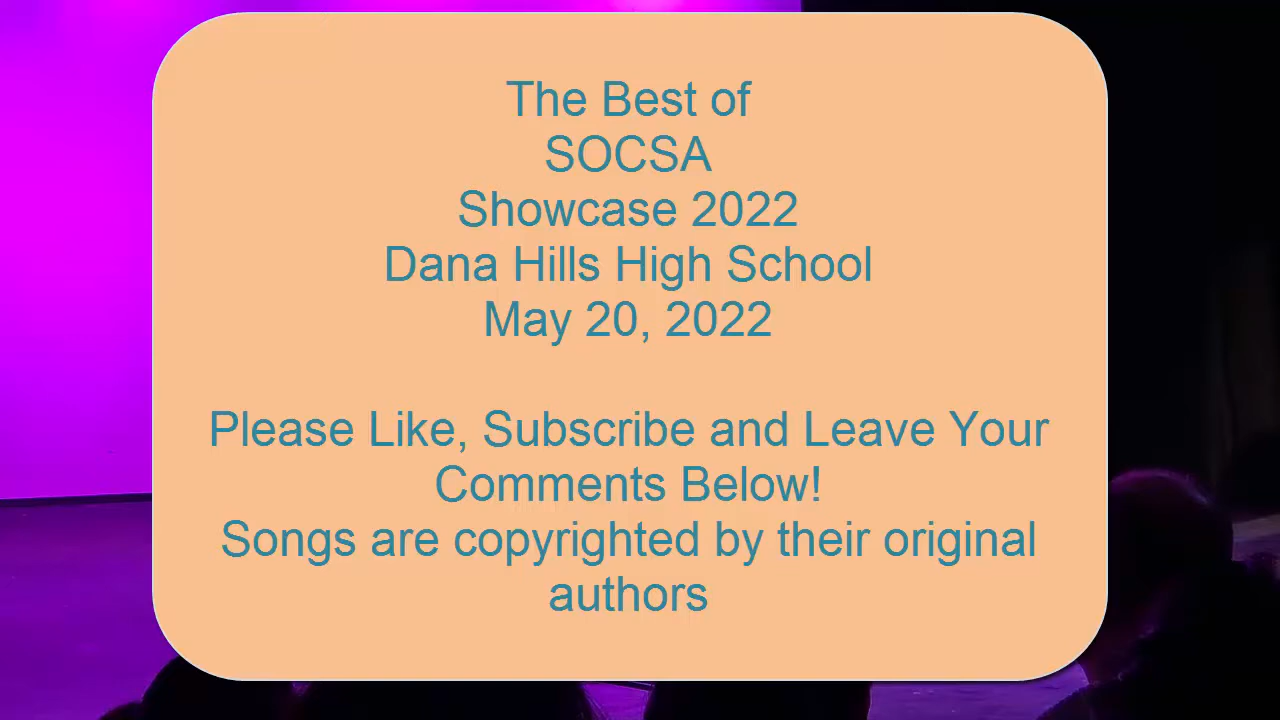 The Best of
SOCSA
Showcase 2022
Dana Hills High School
May 20, 2022
Please Like, Subscribe and Leave Your
Comments Below!
Songs are copyrighted by their original
authors